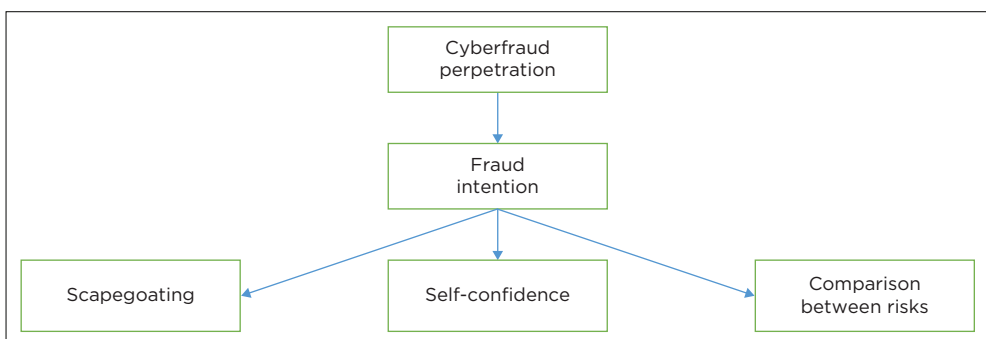 Cyberfraud
perpetration
Fraud
intention
Scapegoating
Self-confidence
Comparison
between risks